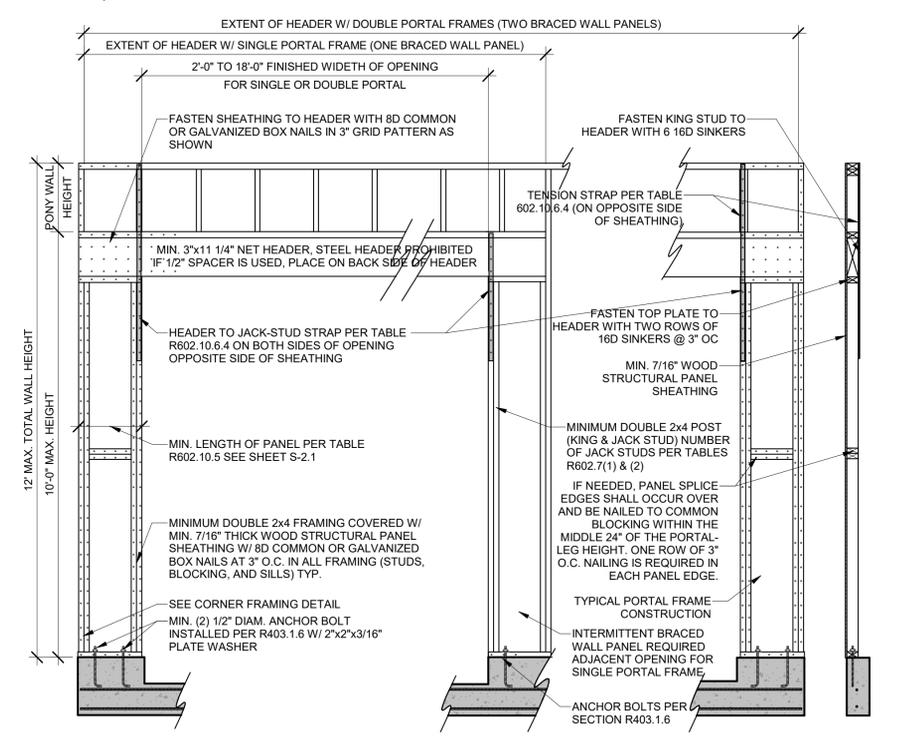 EXTENT OF HEADER W/ DOUBLE PORTAL FRAMES (TWO BRACED WALL PANELS)
EXTENT OF HEADER W/ SINGLE PORTAL FRAME (ONE BRACED WALL PANEL)
2'-0" TO 18'-0" FINISHED WIDETH OF OPENING
FOR SINGLE OR DOUBLE PORTAL
FASTEN SHEATHING TO HEADER WITH 8D COMMON
OR GALVANIZED BOX NAILS IN 3" GRID PATTERN AS
SHOWN
FASTEN KING STUD TO
HEADER WITH 6 16D SINKERS
PONY WALL
HEIGHT
TENSION STRAP PER TABLE
602.10.6.4 (ON OPPOSITE SIDE
OF SHEATHING)
MIN. 3"x11 1/4" NET HEADER, STEEL HEADER PROHIBITED
IF 1/2" SPACER IS USED, PLACE ON BACK SIDE OF HEADER
HEADER TO JACK-STUD STRAP PER TABLE
R602.10.6.4 ON BOTH SIDES OF OPENING
OPPOSITE SIDE OF SHEATHING
FASTEN TOP PLATE TO
HEADER WITH TWO ROWS OF
16D SINKERS @ 3" OC
MIN. 7/16" WOOD
STRUCTURAL PANEL
SHEATHING
12' MAX. TOTAL WALL HEIGHT
10'-0" MAX. HEIGHT
MIN. LENGTH OF PANEL PER TABLE
R602.10.5 SEE SHEET S-2.1
MINIMUM DOUBLE 2x4 POST
(KING & JACK STUD) NUMBER
OF JACK STUDS PER TABLES
R602.7(1) & (2)
IF NEEDED, PANEL SPLICE
EDGES SHALL OCCUR OVER
AND BE NAILED TO COMMON
BLOCKING WITHIN THE
MIDDLE 24" OF THE PORTAL-
LEG HEIGHT. ONE ROW OF 3"
O.C. NAILING IS REQUIRED IN
EACH PANEL EDGE.
MINIMUM DOUBLE 2x4 FRAMING COVERED W/
MIN. 7/16" THICK WOOD STRUCTURAL PANEL
SHEATHING W/ 8D COMMON OR GALVANIZED
BOX NAILS AT 3" O.C. IN ALL FRAMING (STUDS,
BLOCKING, AND SILLS) TYP.
TYPICAL PORTAL FRAME
CONSTRUCTION
SEE CORNER FRAMING DETAIL
MIN. (2) 1/2" DIAM. ANCHOR BOLT
INSTALLED PER R403.1.6 W/ 2"x2"x3/16"
PLATE WASHER
INTERMITTENT BRACED
WALL PANEL REQUIRED
ADJACENT OPENING FOR
SINGLE PORTAL FRAME
ANCHOR BOLTS PER
SECTION R403.1.6